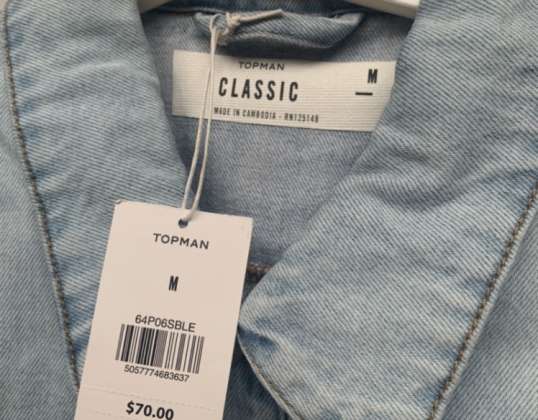 TOPMAN
CLASSIC
M
MADE IN CAMBODIA - RN125148
TOPMAN
M
64P06SBLE
5057774683637
$70.00